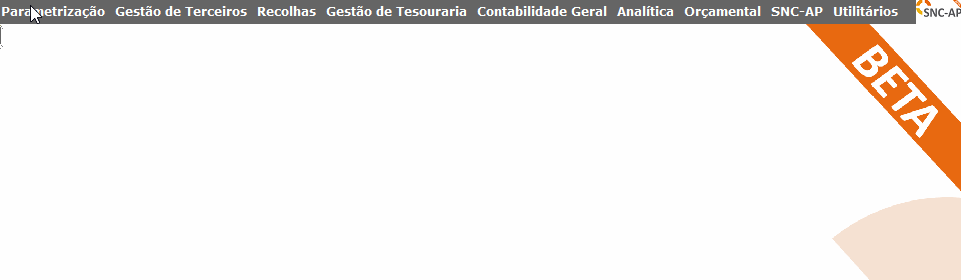 Parametrização Gestão de Terceiros Recolhas Gestão de Tesouraria Contabilidade Geral Analítica Orçamental SNC-AP Utilitários SNC-AP
BETA